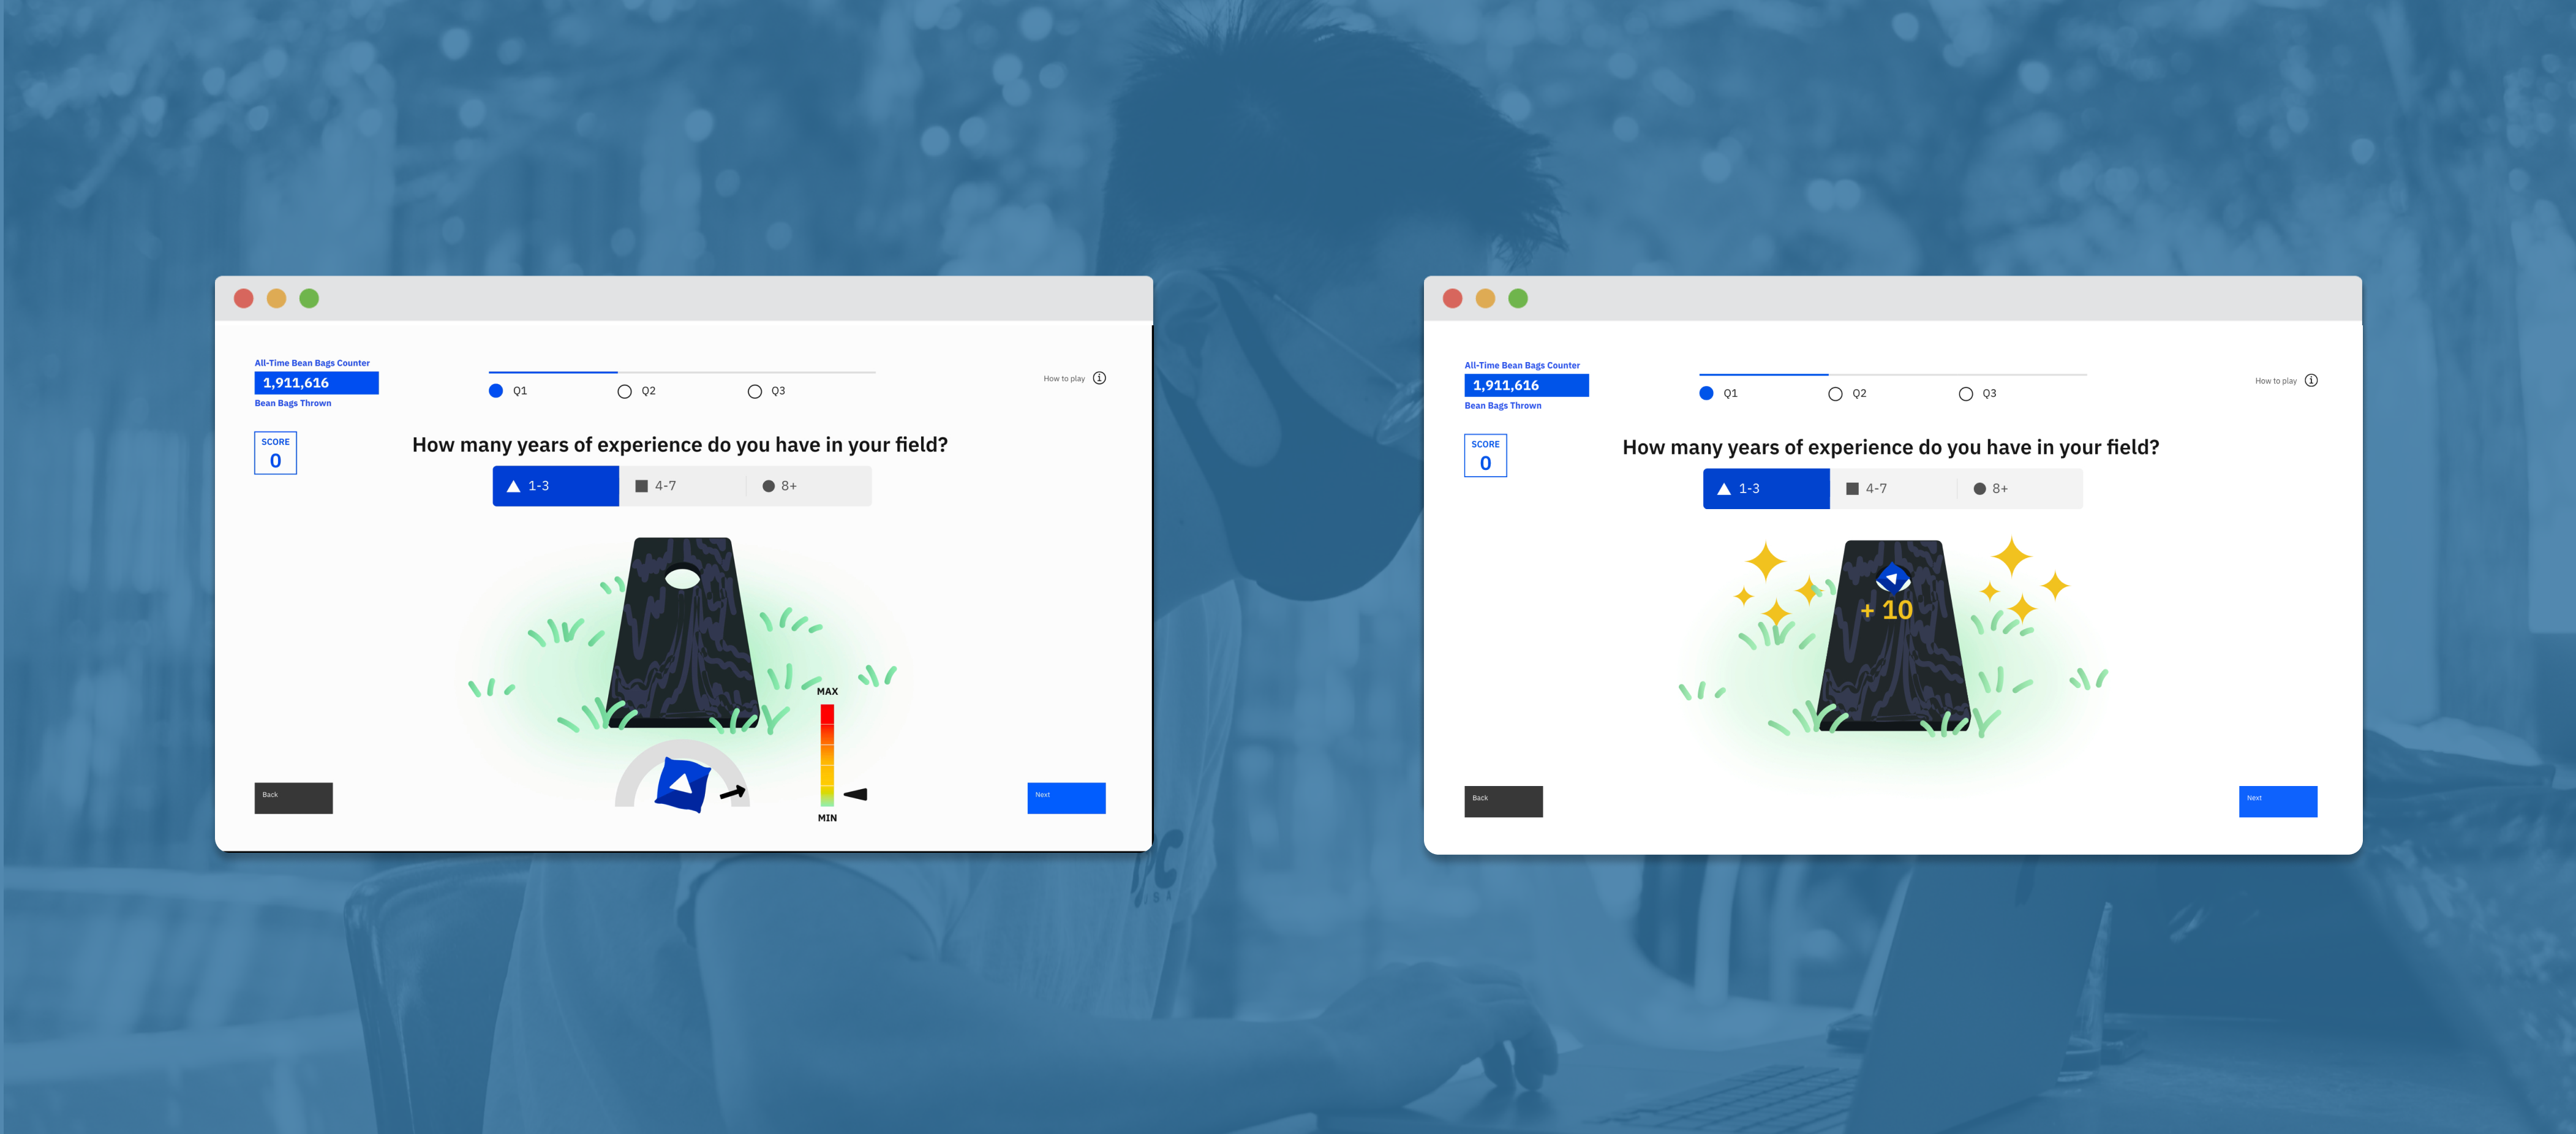 All-Time Bean Bags Counter
1,911,616
Bean Bags Thrown
Q1
Q2
Q3
How to play
SCORE
0
How many years of experience do you have in your field?
1-3
4-7
8+
MAX
MIN
Back
Next
All-Time Bean Bags Counter
1,911,616
Bean Bags Thrown
Q1
Q2
Q3
How to play
SCORE
0
How many years of experience do you have in your field?
1-3
4-7
8+
+ 10
Back
Next